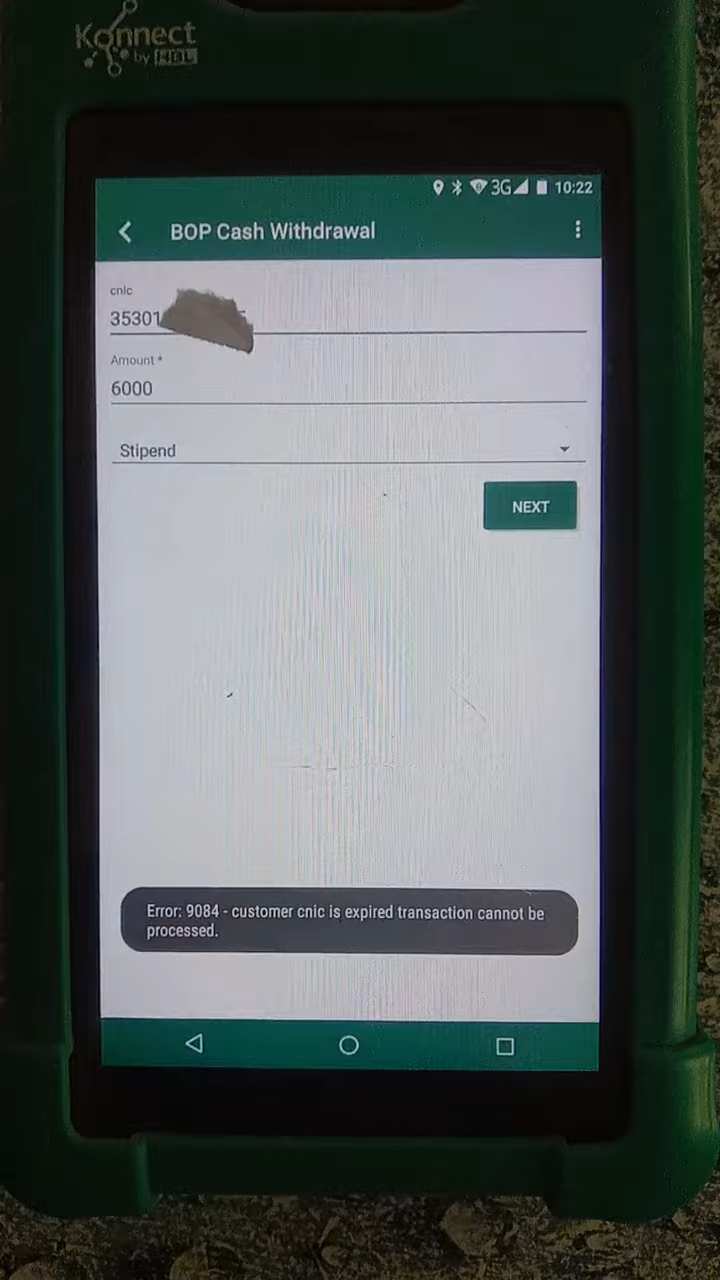 Konnect
by HBL
3G 10:22
BOP Cash Withdrawal
cnic
35301
Amount *
6000
Stipend
NEXT
Error: 9084 - customer cnic is expired transaction cannot be
processed.